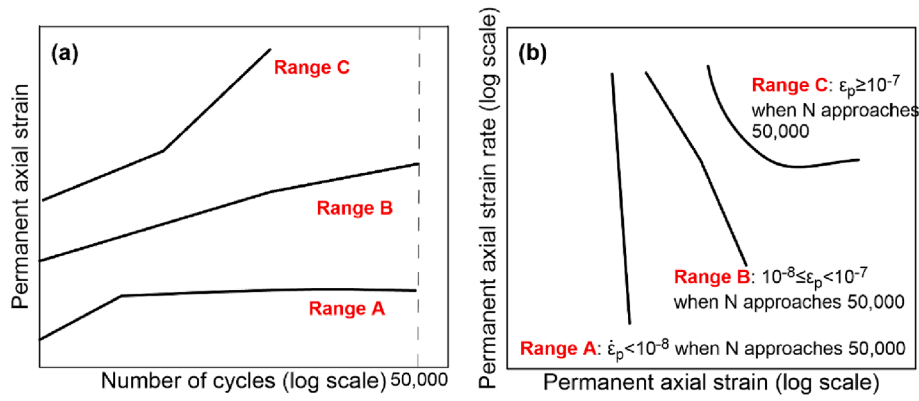 (a)
Range C
Range B
Range A
Permanent axial strain
Number of cycles (log scale) 50,000
(b)
Range C: εp≥10⁻⁷
when N approaches
50,000
Range B: 10⁻⁸≤εp<10⁻⁷
when N approaches 50,000
Range A: ε̇p<10⁻⁸ when N approaches 50,000
Permanent axial strain rate (log scale)
Permanent axial strain (log scale)